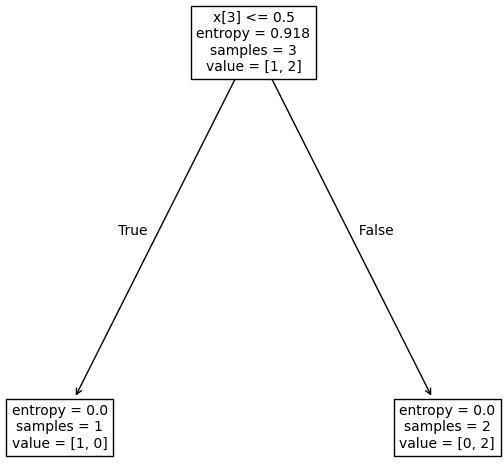 x[3] <= 0.5
entropy = 0.918
samples = 3
value = [1, 2]
True
False
entropy = 0.0
samples = 1
value = [1, 0]
entropy = 0.0
samples = 2
value = [0, 2]